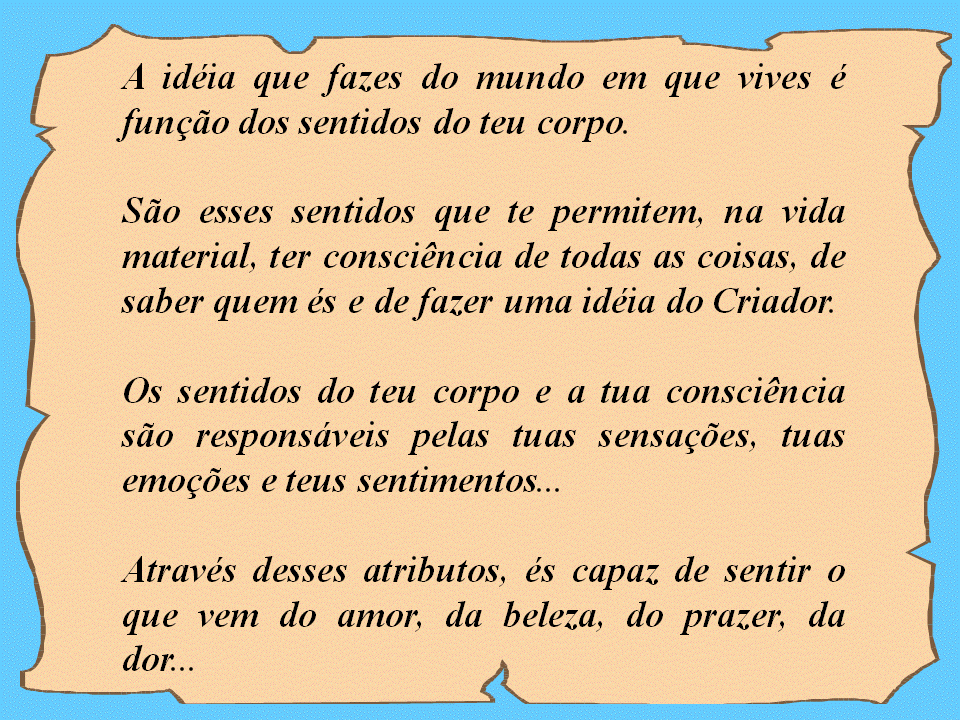 A idéia que fazes do mundo em que vives é
função dos sentidos do teu corpo.
São esses sentidos que te permitem, na vida
material, ter consciência de todas as coisas, de
saber quem és e de fazer uma idéia do Criador.
Os sentidos do teu corpo e a tua consciência
são responsáveis pelas tuas sensações, tuas
emoções e teus sentimentos...
Através desses atributos, és capaz de sentir o
que vem do amor, da beleza, do prazer, da
dor...